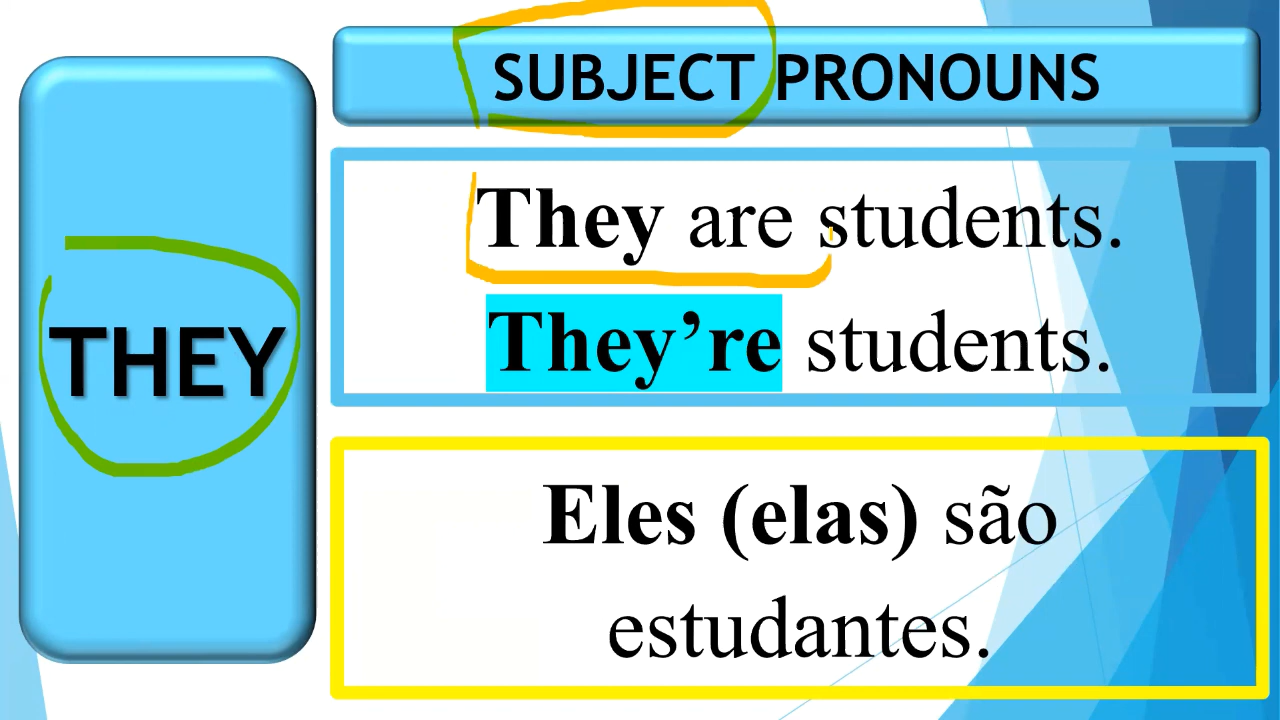 SUBJECT PRONOUNS
THEY
They are students.
They’re students.
Eles (elas) são
estudantes.